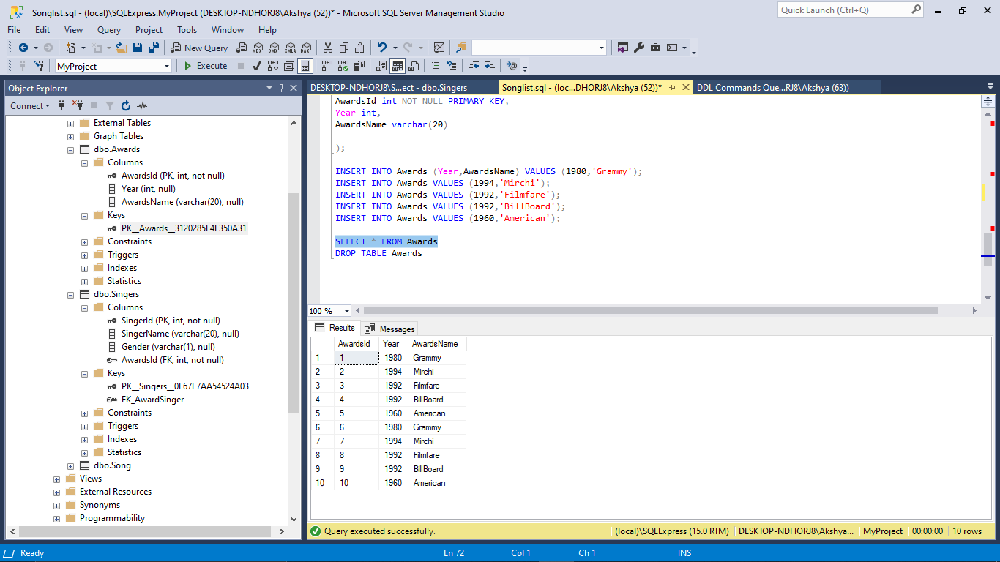 Songlist.sql - (local)\SQLExpress.MyProject (DESKTOP-NDHORJ8\Akshya (52))* - Microsoft SQL Server Management Studio
Quick Launch (Ctrl+Q)
File Edit View Query Project Tools Window Help
New Query MDX DMX XMLA DAX
MyProject Execute
Object Explorer
Connect
External Tables
Graph Tables
dbo.Awards
Columns
AwardsId (PK, int, not null)
Year (int, null)
AwardsName (varchar(20), null)
Keys
PK__Awards__3120285E4F350A31
Constraints
Triggers
Indexes
Statistics
dbo.Singers
Columns
SingerId (PK, int, not null)
SingerName (varchar(20), null)
Gender (varchar(1), null)
AwardsId (FK, int, not null)
Keys
PK__Singers__0E67E7AA54524A03
FK_AwardSinger
Constraints
Triggers
Indexes
Statistics
dbo.Song
Views
External Resources
Synonyms
Programmability
DESKTOP-NDHORJ8\S...ect - dbo.Singers
Songlist.sql - (loc...DHORJ8\Akshya (52))*
DDL Commands Que...RJ8\Akshya (63))
AwardsId int NOT NULL PRIMARY KEY,
Year int,
AwardsName varchar(20)
);
INSERT INTO Awards (Year,AwardsName) VALUES (1980,'Grammy');
INSERT INTO Awards VALUES (1994,'Mirchi');
INSERT INTO Awards VALUES (1992,'Filmfare');
INSERT INTO Awards VALUES (1992,'BillBoard');
INSERT INTO Awards VALUES (1960,'American');
SELECT * FROM Awards
DROP TABLE Awards
100 %
Results Messages
AwardsId Year AwardsName
1 1 1980 Grammy
2 2 1994 Mirchi
3 3 1992 Filmfare
4 4 1992 BillBoard
5 5 1960 American
6 6 1980 Grammy
7 7 1994 Mirchi
8 8 1992 Filmfare
9 9 1992 BillBoard
10 10 1960 American
Query executed successfully.
(local)\SQLExpress (15.0 RTM) DESKTOP-NDHORJ8\Akshya... MyProject 00:00:00 10 rows
Ready Ln 72 Col 1 Ch 1 INS